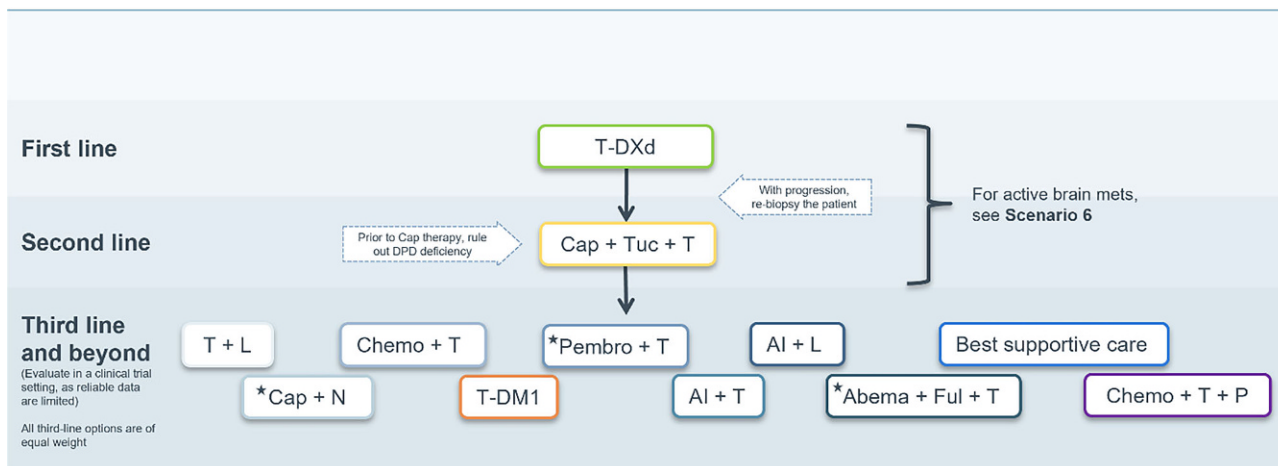 First line
T-DXd
With progression,
re-biopsy the patient
For active brain mets,
see Scenario 6
Second line
Prior to Cap therapy, rule
out DPD deficiency
Cap + Tuc + T
Third line
and beyond
(Evaluate in a clinical trial
setting, as reliable data
are limited)
All third-line options are of
equal weight
T + L
Chemo + T
★Pembro + T
AI + L
Best supportive care
★Cap + N
T-DM1
AI + T
★Abema + Ful + T
Chemo + T + P